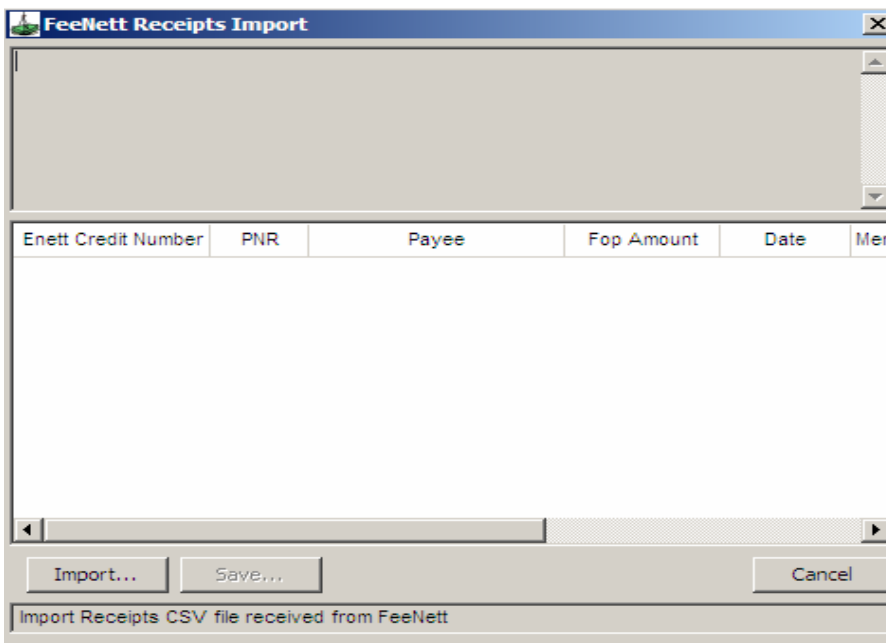 FeeNett Receipts Import
Enett Credit Number PNR Payee Fop Amount Date Mer
Import... Save... Cancel
Import Receipts CSV file received from FeeNett